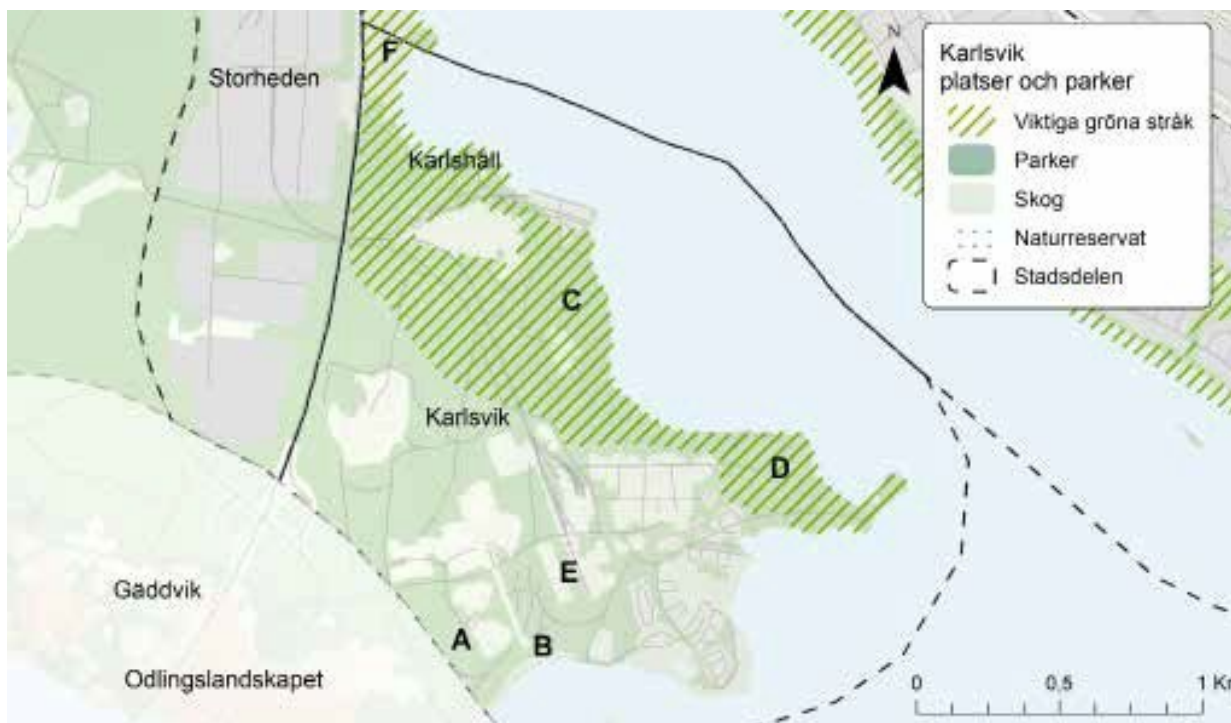 F
Storheden
Karlshäll
C
Karlsvik
D
E
Gäddvik
A
B
Odlingslandskapet
N
Karlsvik
platser och parker
Viktiga gröna stråk
Parker
Skog
Naturreservat
Stadsdelen
0 0,5 1 Km